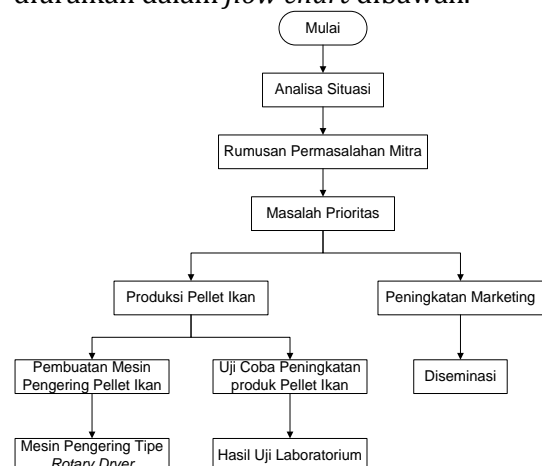 diuraikan dalam flow chart dibawah.
Mulai
Analisa Situasi
Rumusan Permasalahan Mitra
Masalah Prioritas
Produksi Pellet Ikan
Peningkatan Marketing
Pembuatan Mesin
Pengering Pellet Ikan
Uji Coba Peningkatan
produk Pellet Ikan
Diseminasi
Mesin Pengering Tipe
Rotary Dryer
Hasil Uji Laboratorium